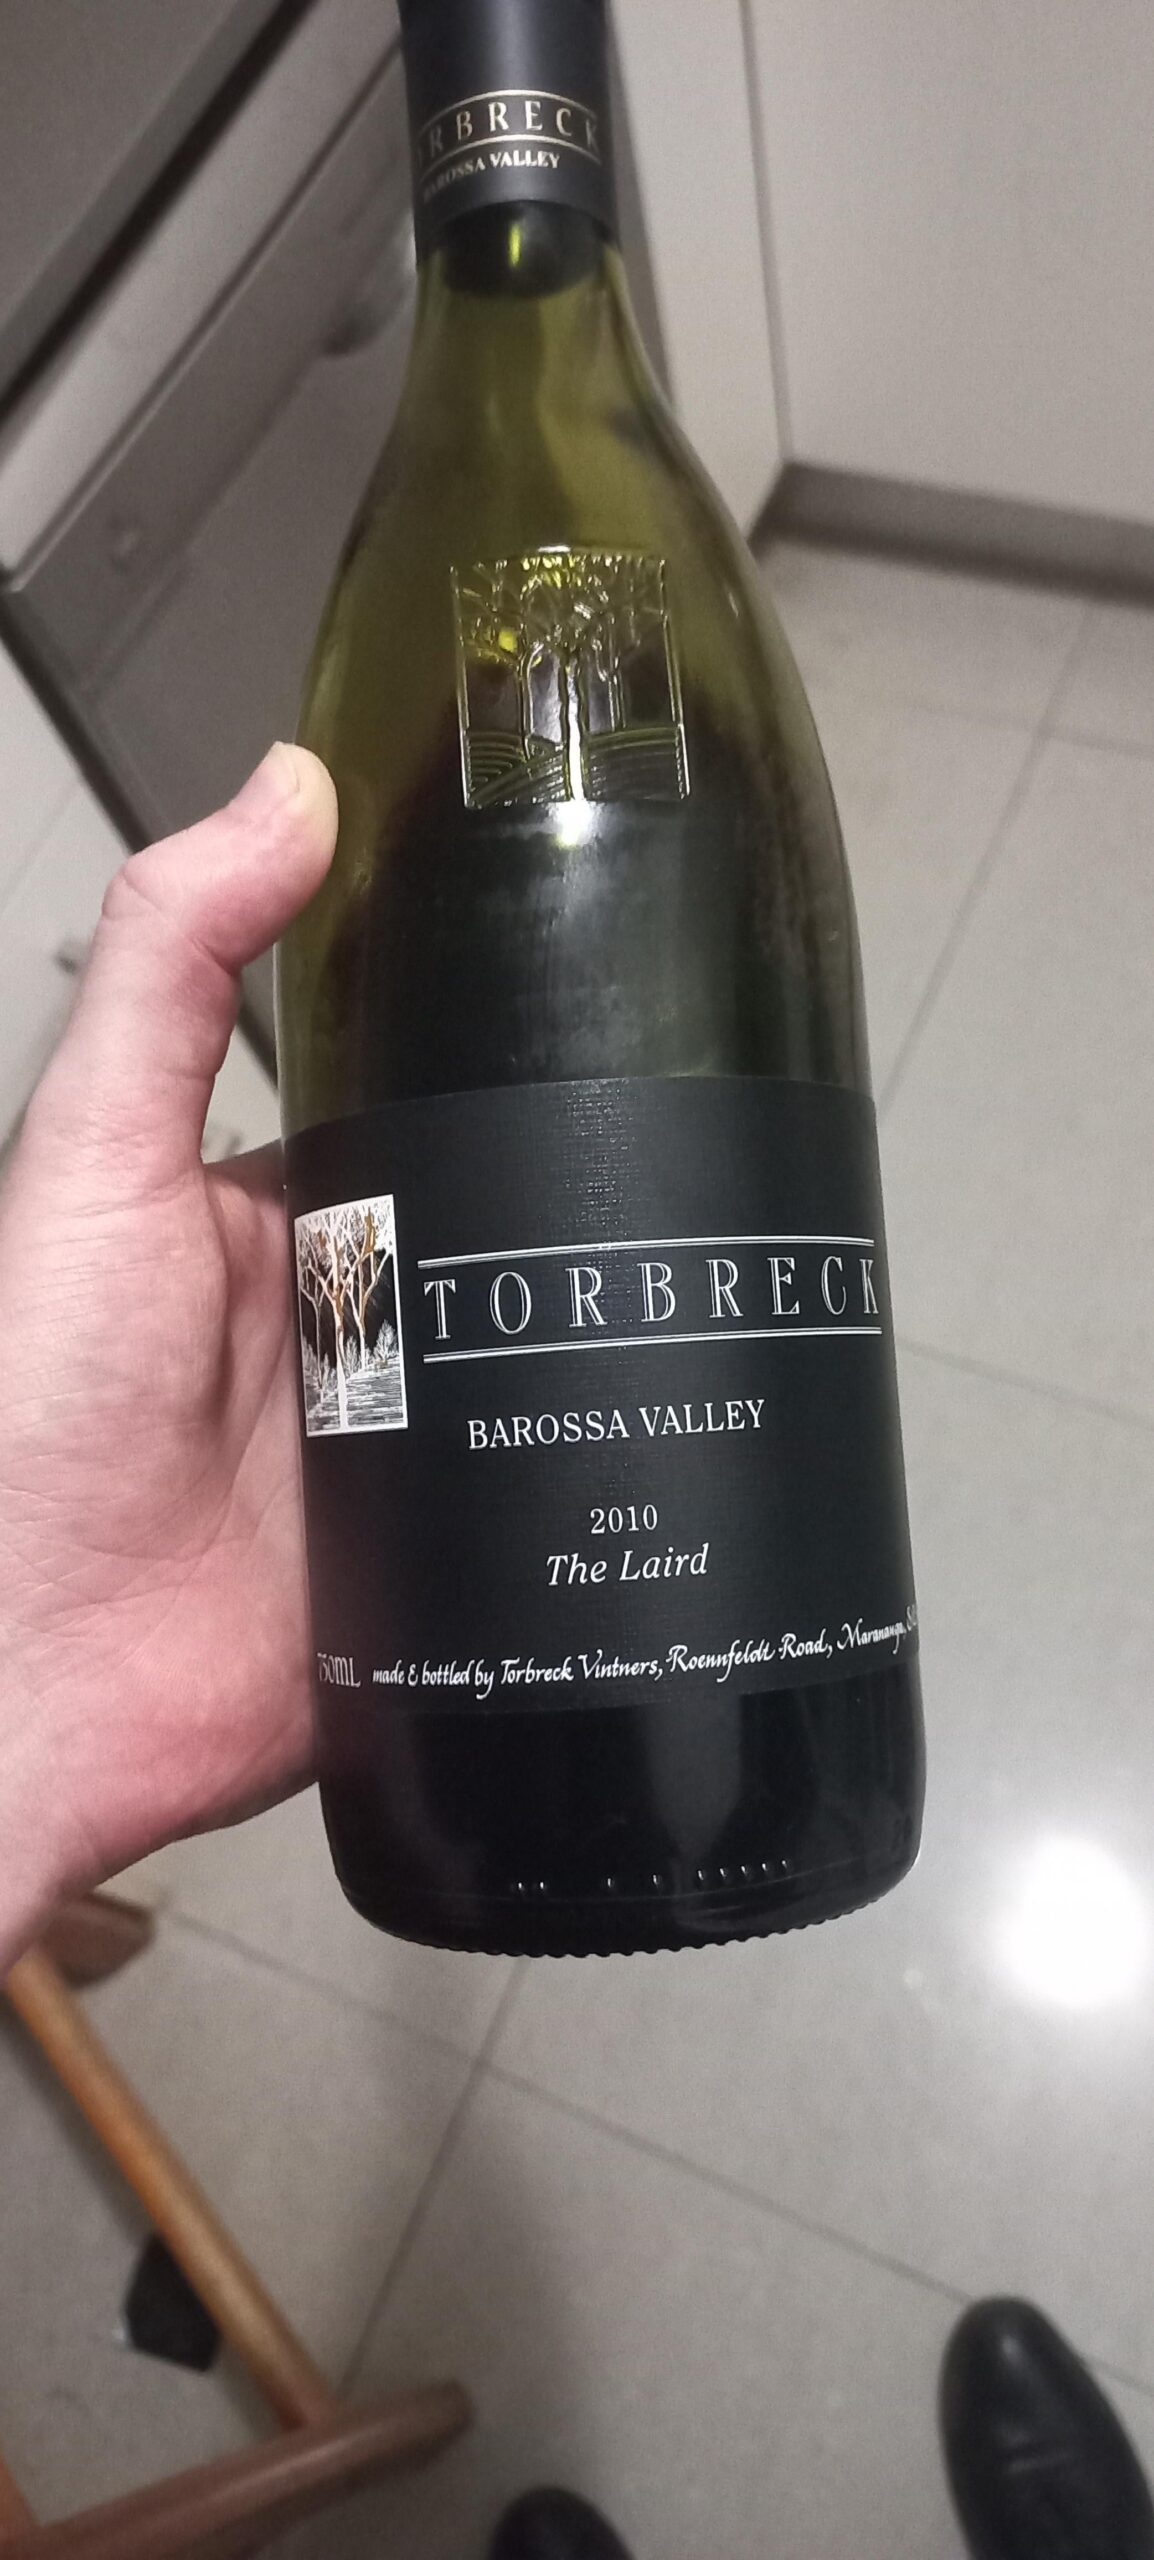 TORBRECK
BAROSSA VALLEY
TORBRECK
BAROSSA VALLEY
2010
The Laird
750mL made & bottled by Torbreck Vintners, Roennfeldt Road, Marananga,